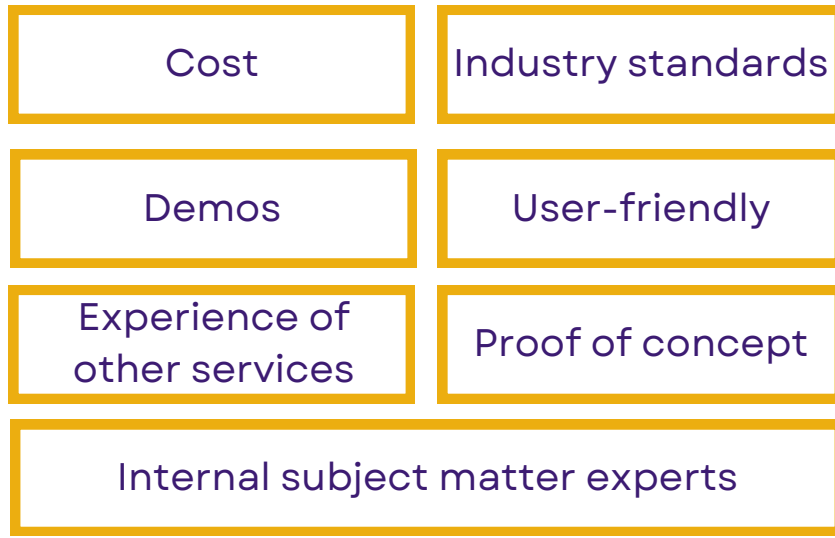 Cost
Industry standards
Demos
User-friendly
Experience of
other services
Proof of concept
Internal subject matter experts